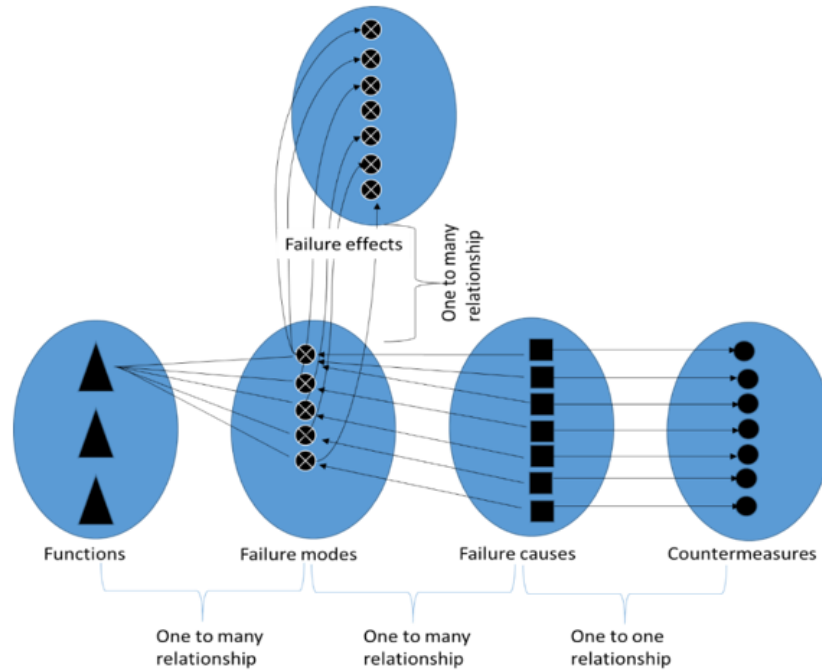 Failure effects
One to many
relationship
Functions
Failure modes
Failure causes
Countermeasures
One to many
relationship
One to many
relationship
One to one
relationship